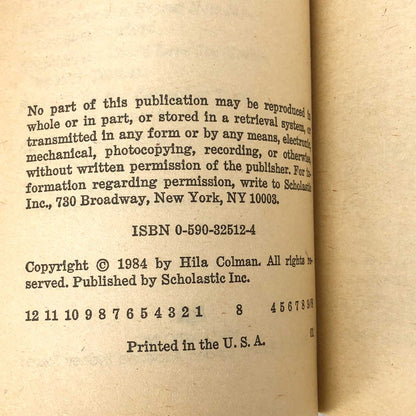 No part of this publication may be reproduced in
whole or in part, or stored in a retrieval system, or
transmitted in any form or by any means, electronic,
mechanical, photocopying, recording, or otherwise,
without written permission of the publisher. For in-
formation regarding permission, write to Scholastic
Inc., 730 Broadway, New York, NY 10003.
ISBN 0-590-32512-4
Copyright © 1984 by Hila Colman. All rights re-
served. Published by Scholastic Inc.
12 11 10 9 8 7 6 5 4 3 2 1 8 4 5 6 7 8 9/8
Printed in the U. S. A.